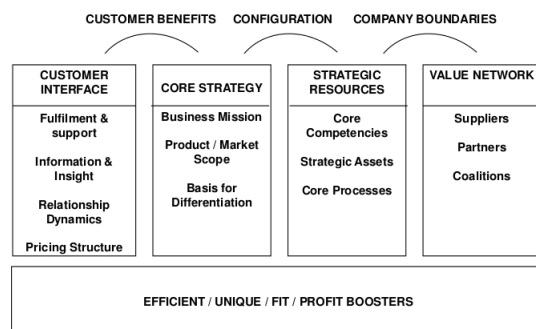 CUSTOMER BENEFITS CONFIGURATION COMPANY BOUNDARIES
CUSTOMER
INTERFACE
Fulfilment &
support
Information &
Insight
Relationship
Dynamics
Pricing Structure
CORE STRATEGY
Business Mission
Product / Market
Scope
Basis for
Differentiation
STRATEGIC
RESOURCES
Core
Competencies
Strategic Assets
Core Processes
VALUE NETWORK
Suppliers
Partners
Coalitions
EFFICIENT / UNIQUE / FIT / PROFIT BOOSTERS